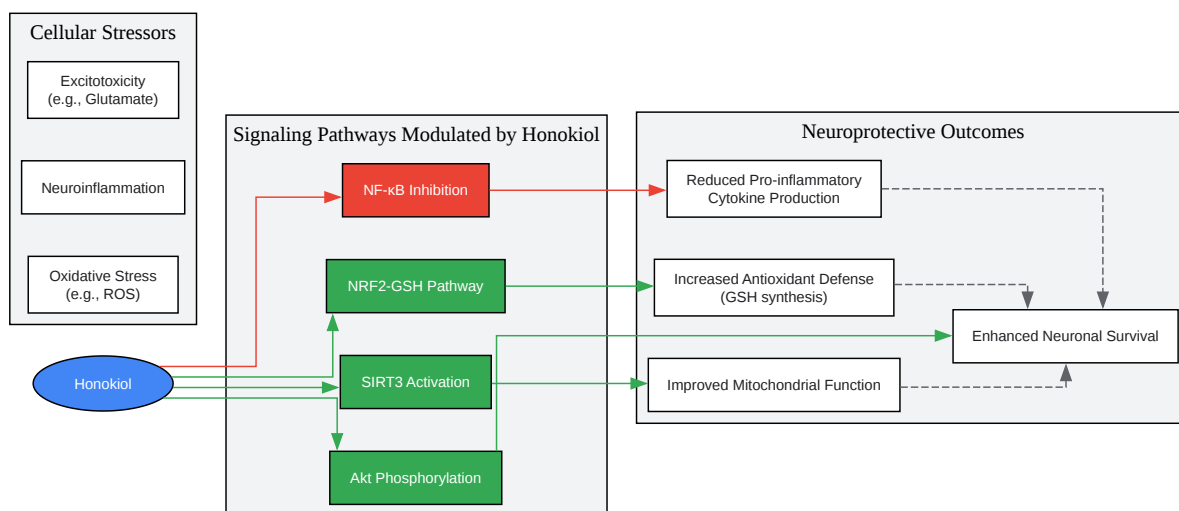 Cellular Stressors
Excitotoxicity
(e.g., Glutamate)
Neuroinflammation
Oxidative Stress
(e.g., ROS)
Honokiol
Signaling Pathways Modulated by Honokiol
NF-κB Inhibition
NRF2-GSH Pathway
SIRT3 Activation
Akt Phosphorylation
Neuroprotective Outcomes
Reduced Pro-inflammatory
Cytokine Production
Increased Antioxidant Defense
(GSH synthesis)
Enhanced Neuronal Survival
Improved Mitochondrial Function